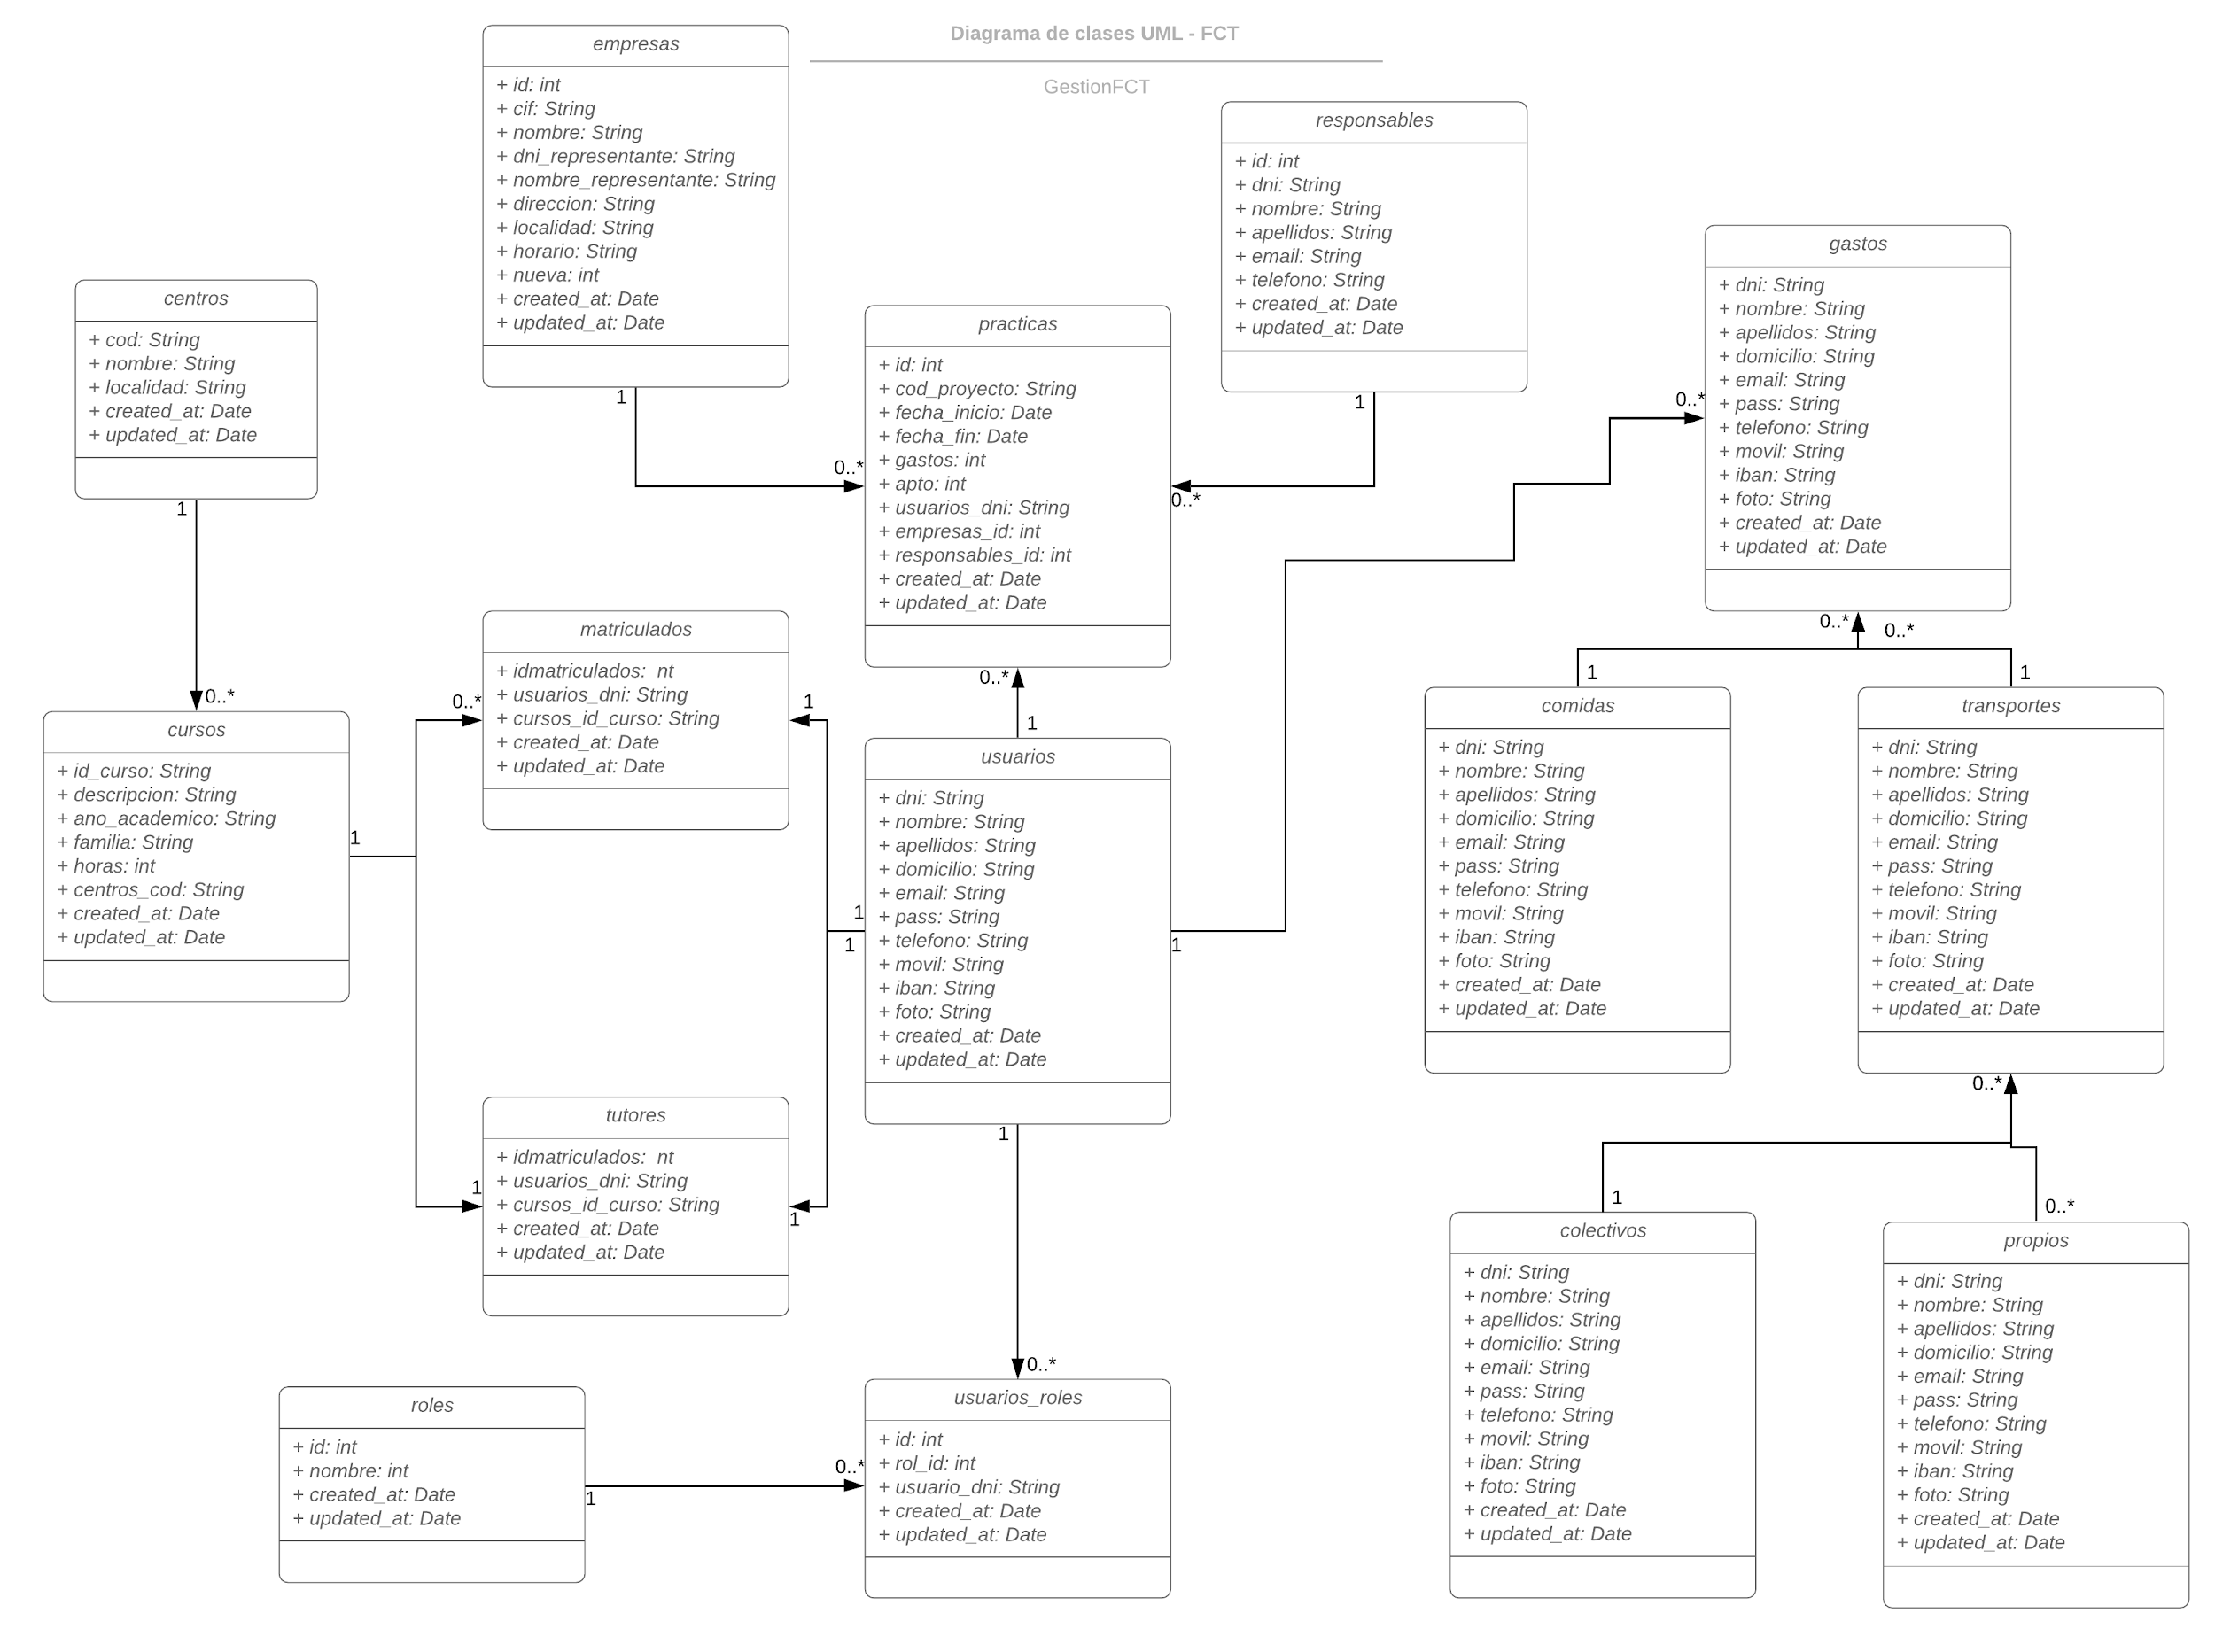 Diagrama de clases UML - FCT
GestionFCT
empresas
+ id: int
+ cif: String
+ nombre: String
+ dni_representante: String
+ nombre_representante: String
+ direccion: String
+ localidad: String
+ horario: String
+ nueva: int
+ created_at: Date
+ updated_at: Date
1
0..*
responsables
+ id: int
+ dni: String
+ nombre: String
+ apellidos: String
+ email: String
+ telefono: String
+ created_at: Date
+ updated_at: Date
1
0..*
centros
+ cod: String
+ nombre: String
+ localidad: String
+ created_at: Date
+ updated_at: Date
1
0..*
practicas
+ id: int
+ cod_proyecto: String
+ fecha_inicio: Date
+ fecha_fin: Date
+ gastos: int
+ apto: int
+ usuarios_dni: String
+ empresas_id: int
+ responsables_id: int
+ created_at: Date
+ updated_at: Date
0..*
1
gastos
+ dni: String
+ nombre: String
+ apellidos: String
+ domicilio: String
+ email: String
+ pass: String
+ telefono: String
+ movil: String
+ iban: String
+ foto: String
+ created_at: Date
+ updated_at: Date
0..*
0..*
0..*
1
1
cursos
+ id_curso: String
+ descripcion: String
+ ano_academico: String
+ familia: String
+ horas: int
+ centros_cod: String
+ created_at: Date
+ updated_at: Date
1
0..*
1
matriculados
+ idmatriculados:  nt
+ usuarios_dni: String
+ cursos_id_curso: String
+ created_at: Date
+ updated_at: Date
1
usuarios
+ dni: String
+ nombre: String
+ apellidos: String
+ domicilio: String
+ email: String
+ pass: String
+ telefono: String
+ movil: String
+ iban: String
+ foto: String
+ created_at: Date
+ updated_at: Date
1
1
1
1
0..*
comidas
+ dni: String
+ nombre: String
+ apellidos: String
+ domicilio: String
+ email: String
+ pass: String
+ telefono: String
+ movil: String
+ iban: String
+ foto: String
+ created_at: Date
+ updated_at: Date
transportes
+ dni: String
+ nombre: String
+ apellidos: String
+ domicilio: String
+ email: String
+ pass: String
+ telefono: String
+ movil: String
+ iban: String
+ foto: String
+ created_at: Date
+ updated_at: Date
0..*
1
0..*
tutores
+ idmatriculados:  nt
+ usuarios_dni: String
+ cursos_id_curso: String
+ created_at: Date
+ updated_at: Date
1
roles
+ id: int
+ nombre: int
+ created_at: Date
+ updated_at: Date
1
0..*
usuarios_roles
+ id: int
+ rol_id: int
+ usuario_dni: String
+ created_at: Date
+ updated_at: Date
colectivos
+ dni: String
+ nombre: String
+ apellidos: String
+ domicilio: String
+ email: String
+ pass: String
+ telefono: String
+ movil: String
+ iban: String
+ foto: String
+ created_at: Date
+ updated_at: Date
propios
+ dni: String
+ nombre: String
+ apellidos: String
+ domicilio: String
+ email: String
+ pass: String
+ telefono: String
+ movil: String
+ iban: String
+ foto: String
+ created_at: Date
+ updated_at: Date